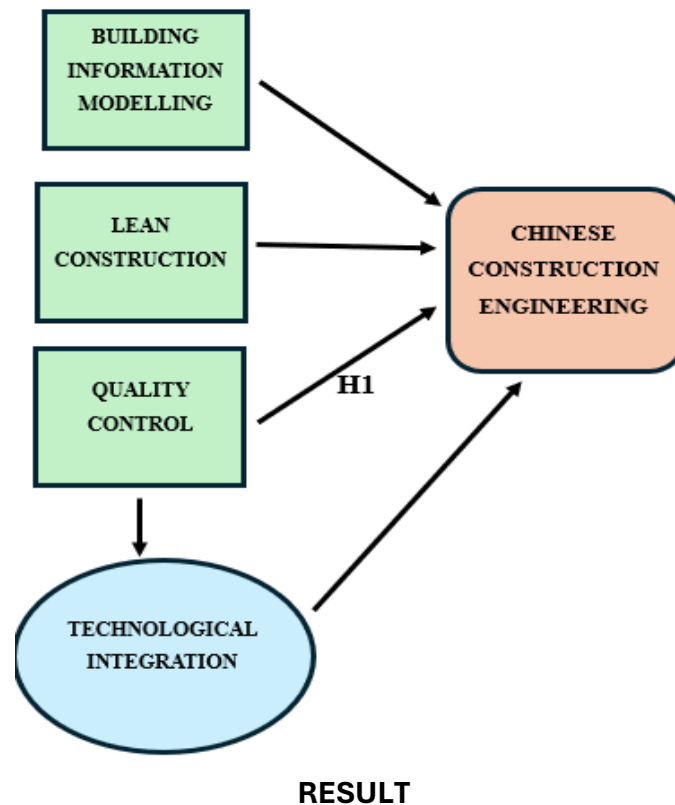 BUILDING
INFORMATION
MODELLING
LEAN
CONSTRUCTION
CHINESE
CONSTRUCTION
ENGINEERING
QUALITY
CONTROL
H1
TECHNOLOGICAL
INTEGRATION
RESULT